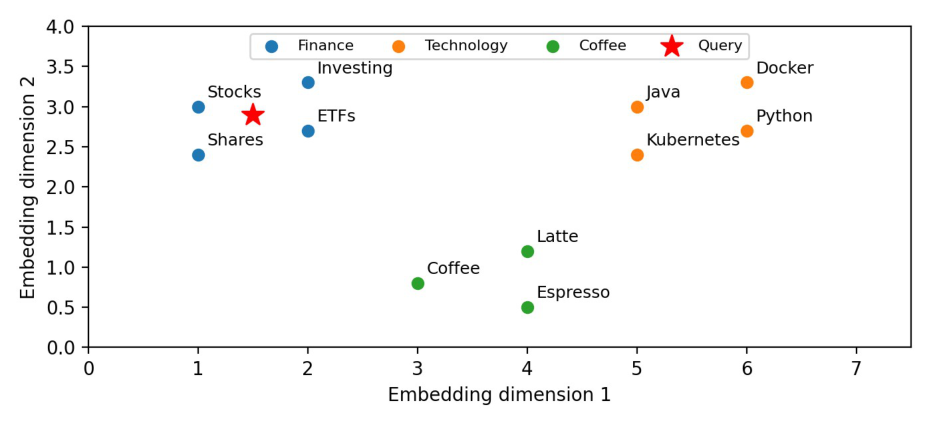 4.0
3.5
3.0
2.5
2.0
1.5
1.0
0.5
0.0
Embedding dimension 2
Finance Technology Coffee Query
Investing
Docker
Stocks
Java
ETFs
Python
Shares
Kubernetes
Latte
Coffee
Espresso
0 1 2 3 4 5 6 7
Embedding dimension 1